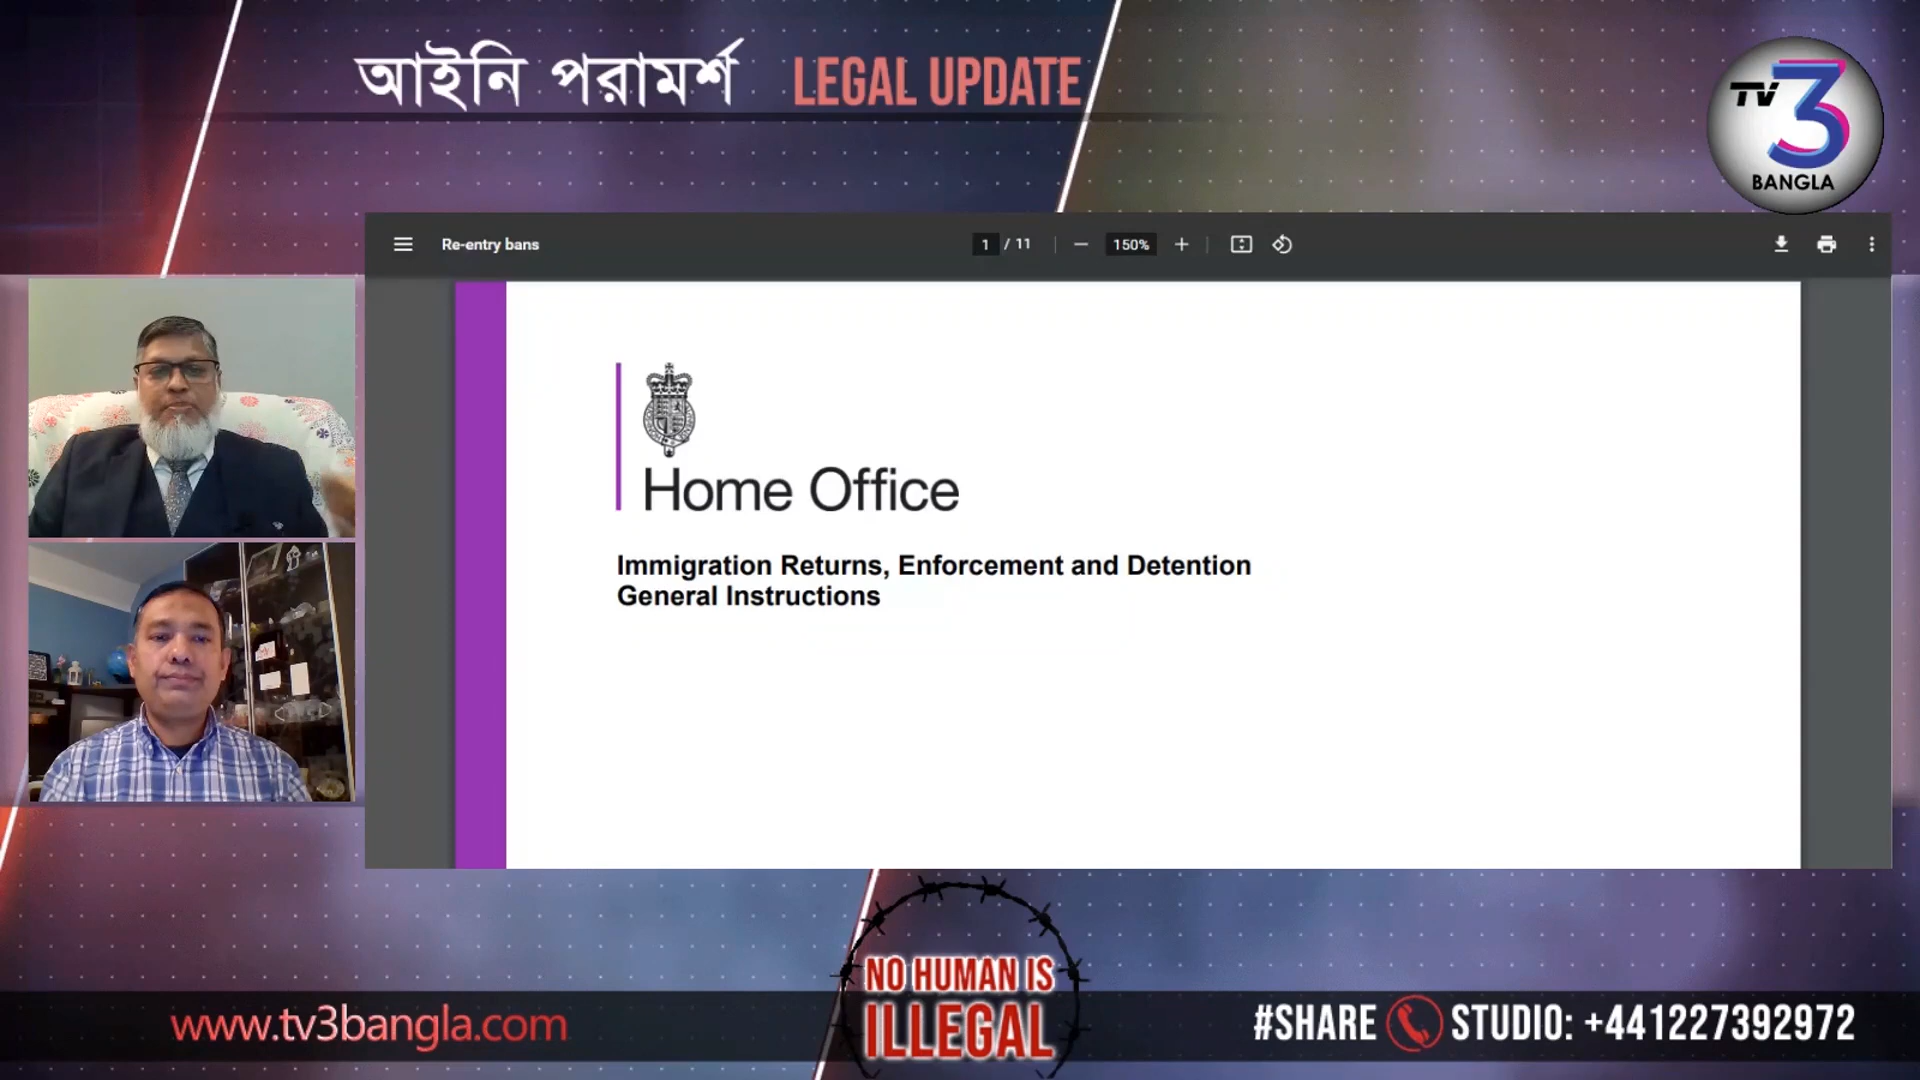 আইনি পরামর্শ LEGAL UPDATE
TV 3
BANGLA
Re-entry bans
1 / 11
150%
Home Office
Immigration Returns, Enforcement and Detention
General Instructions
NO HUMAN IS
ILLEGAL
www.tv3bangla.com
#SHARE STUDIO: +441227392972